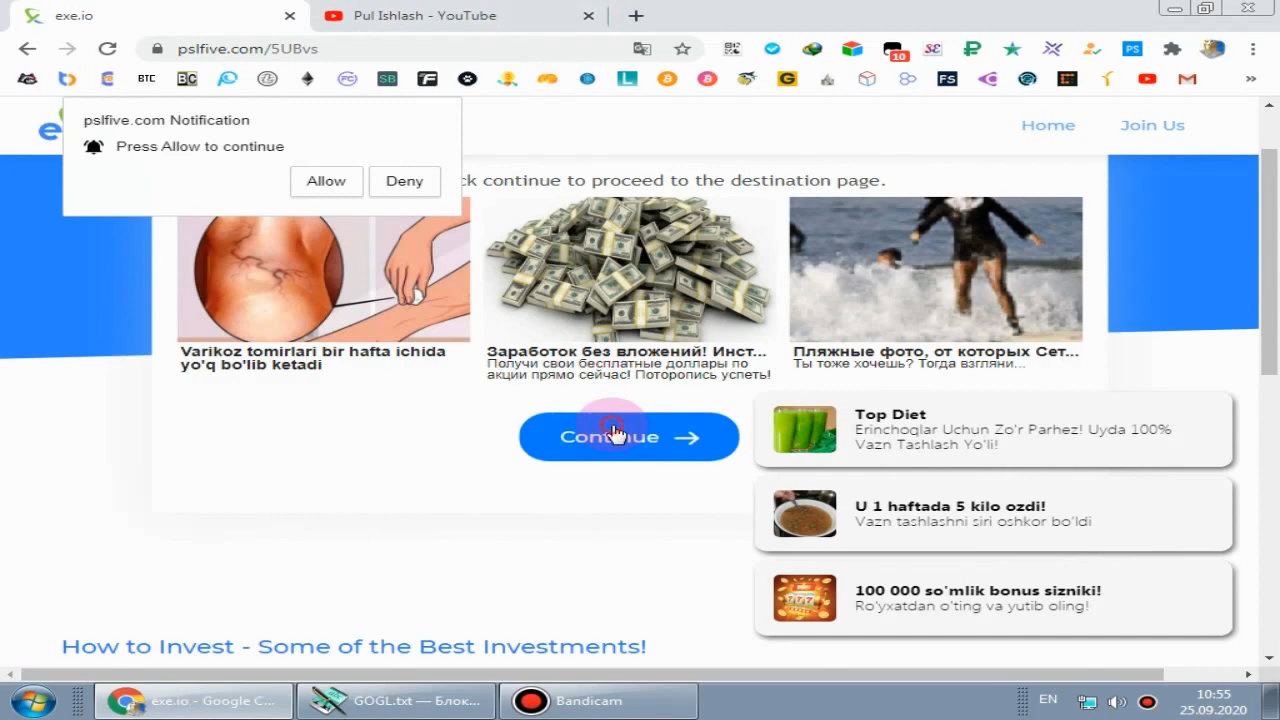 exe.io
Pul Ishlash - YouTube
pslfive.com/5UBvs
10
PS
BTC
BC
SB
L
G
FS
»
e
Home
Join Us
pslfive.com Notification
Press Allow to continue
Allow
Deny
ck continue to proceed to the destination page.
Varikoz tomirlari bir hafta ichida
yo'q bo'lib ketadi
Заработок без вложений! Инст...
Получи свои бесплатные доллары по
акции прямо сейчас! Поторопись успеть!
Пляжные фото, от которых Сет...
Ты тоже хочешь? Тогда взгляни...
Continue
Top Diet
Erinchoqlar Uchun Zo'r Parhez! Uyda 100%
Vazn Tashlash Yo'li!
U 1 haftada 5 kilo ozdi!
Vazn tashlashni siri oshkor bo'ldi
100 000 so'mlik bonus sizniki!
Ro'yxatdan o'ting va yutib oling!
How to Invest - Some of the Best Investments!
exe.io - Google C...
GOGL.txt — Блок...
Bandicam
EN
10:55
25.09.2020